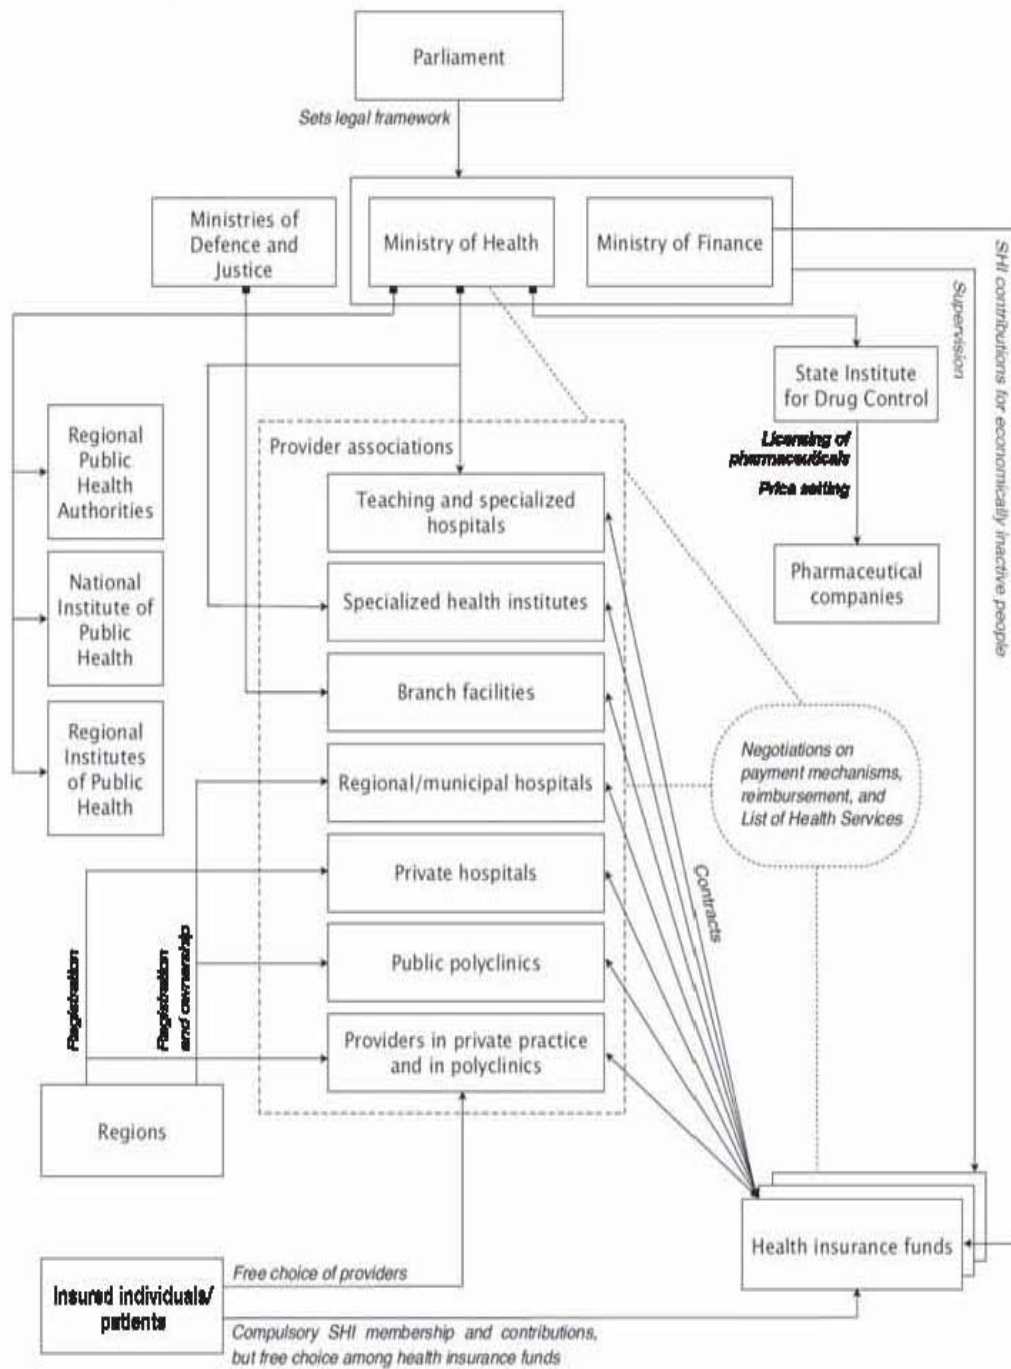 Parliament
Sets legal framework
Ministries of
Defence and
Justice
Ministry of Health
Ministry of Finance
SHI contributions for economically inactive people
Supervision
State Institute
for Drug Control
Licensing of
pharmaceuticals
Price setting
Pharmaceutical
companies
Regional
Public
Health
Authorities
National
Institute of
Public
Health
Regional
Institutes
of Public
Health
Provider associations
Teaching and specialized
hospitals
Specialized health institutes
Branch facilities
Regional/municipal hospitals
Private hospitals
Public polyclinics
Providers in private practice
and in polyclinics
Negotiations on
payment mechanisms,
reimbursement, and
List of Health Services
Contracts
Registration
Registration
and ownership
Regions
Health insurance funds
Insured individuals/
patients
Free choice of providers
Compulsory SHI membership and contributions,
but free choice among health insurance funds